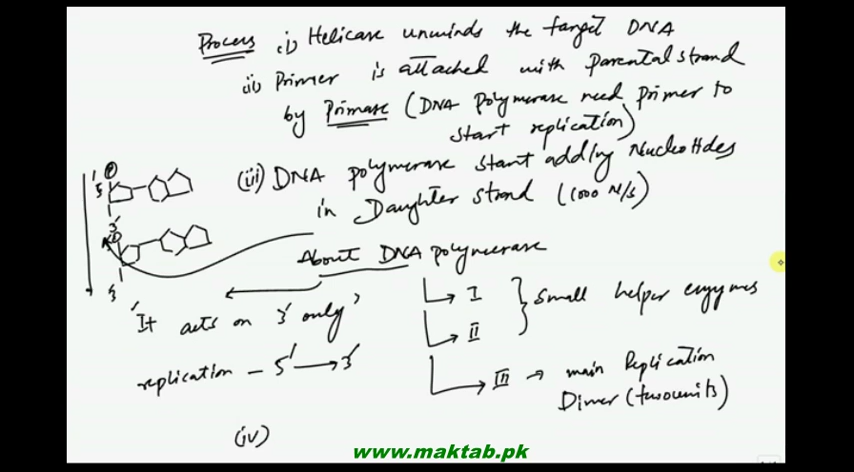 Process (i) Helicase unwinds the target DNA
(ii) Primer is attached with parental strand
by Primase (DNA polymerase need primer to
start replication)
(iii) DNA polymerase start adding Nucleotides
in Daughter strand (1000 N/s)
5'
3'
About DNA polymerase
'It acts on 3' only'
replication - 5' → 3'
I
II
} small helper enzymes
III → main Replication
Dimer (two units)
(iv)
www.maktab.pk